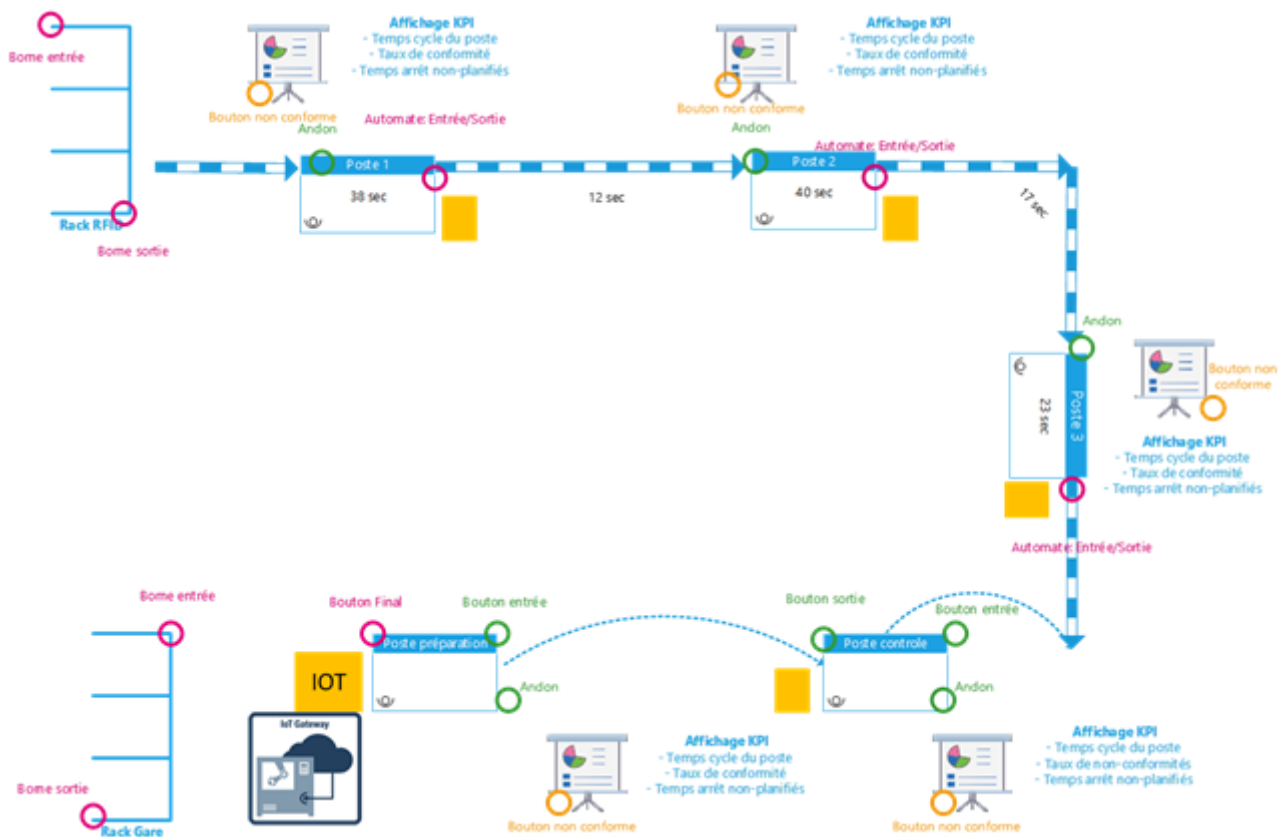 Borne entrée
Rack RFID
Borne sortie
Affichage KPI
- Temps cycle du poste
- Taux de conformité
- Temps arrêt non-planifiés
Bouton non conforme
Andon
Automate: Entrée/Sortie
Poste 1
38 sec
12 sec
Affichage KPI
- Temps cycle du poste
- Taux de conformité
- Temps arrêt non-planifiés
Bouton non conforme
Andon
Automate: Entrée/Sortie
Poste 2
40 sec
17 sec
Andon
Poste 3
23 sec
Bouton non
conforme
Affichage KPI
- Temps cycle du poste
- Taux de conformité
- Temps arrêt non-planifiés
Automate: Entrée/Sortie
Borne entrée
Borne sortie
Rack Gare
Bouton Final
Bouton entrée
Poste préparation
Andon
IOT
IoT Gateway
Bouton sortie
Bouton entrée
Poste controle
Andon
Affichage KPI
- Temps cycle du poste
- Taux de conformité
- Temps arrêt non-planifiés
Bouton non conforme
Affichage KPI
- Temps cycle du poste
- Taux de non-conformités
- Temps arrêt non-planifiés
Bouton non conforme